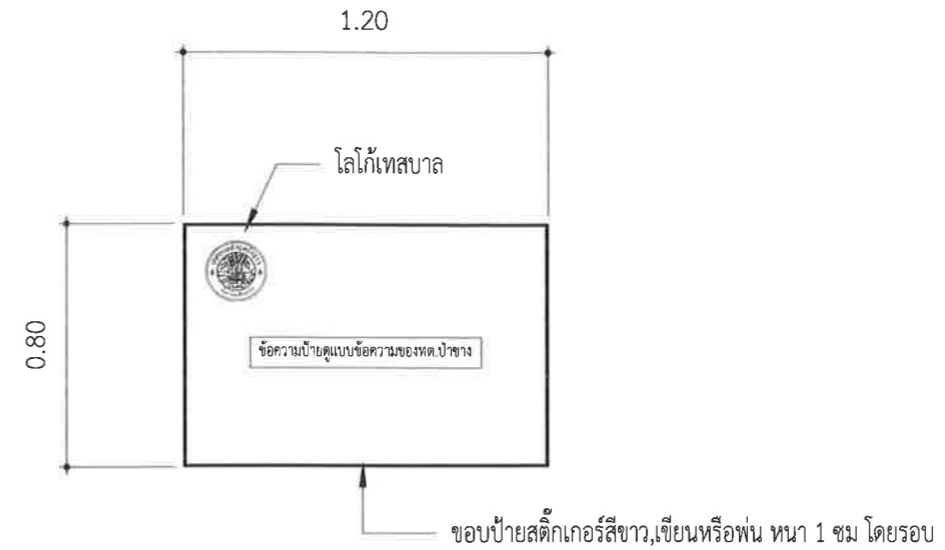 1.20
โลโก้เทสบาล
0.80
ข้อความป้ายดูแบบข้อความของทต.ป่าซาง
ขอบป้ายสติ๊กเกอร์สีขาว,เขียนหรือพ่น หนา 1 ซม โดยรอบ